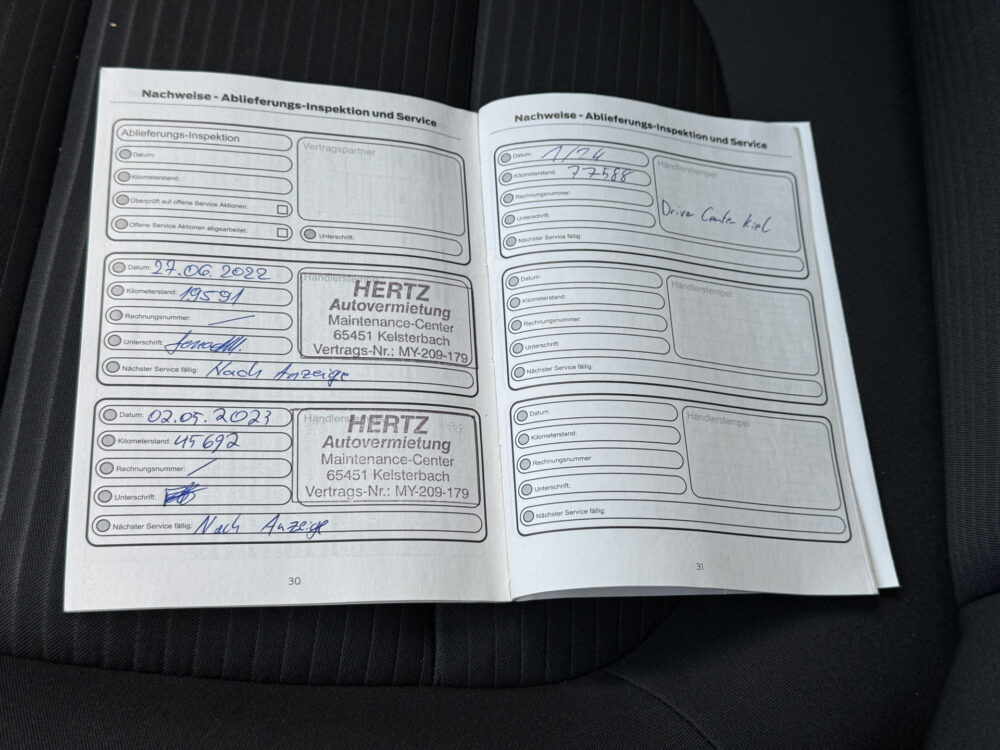 Nachweise - Ablieferungs-Inspektion und Service
Ablieferungs-Inspektion
Vertragspartner
Datum:
Kilometerstand:
Überprüft auf offene Service Aktionen:
Offene Service Aktionen abgearbeitet:
Unterschrift:
Datum: 27.06.2022
Händlerstempel
Kilometerstand: 19591
HERTZ
Autovermietung
Maintenance-Center
65451 Kelsterbach
Vertrags-Nr.: MY-209-179
Rechnungsnummer:
Unterschrift:
Nächster Service fällig: Nach Anzeige
Datum: 02.05.2023
Händlerstempel
Kilometerstand: 45692
HERTZ
Autovermietung
Maintenance-Center
65451 Kelsterbach
Vertrags-Nr.: MY-209-179
Rechnungsnummer:
Unterschrift:
Nächster Service fällig: Nach Anzeige
30
Nachweise - Ablieferungs-Inspektion und Service
Datum: 1/24
Händlerstempel
Kilometerstand: 77588
Rechnungsnummer:
Driver Center Kiel
Unterschrift:
Nächster Service fällig:
Datum:
Händlerstempel
Kilometerstand:
Rechnungsnummer:
Unterschrift:
Nächster Service fällig:
Datum:
Händlerstempel
Kilometerstand:
Rechnungsnummer:
Unterschrift:
Nächster Service fällig:
31